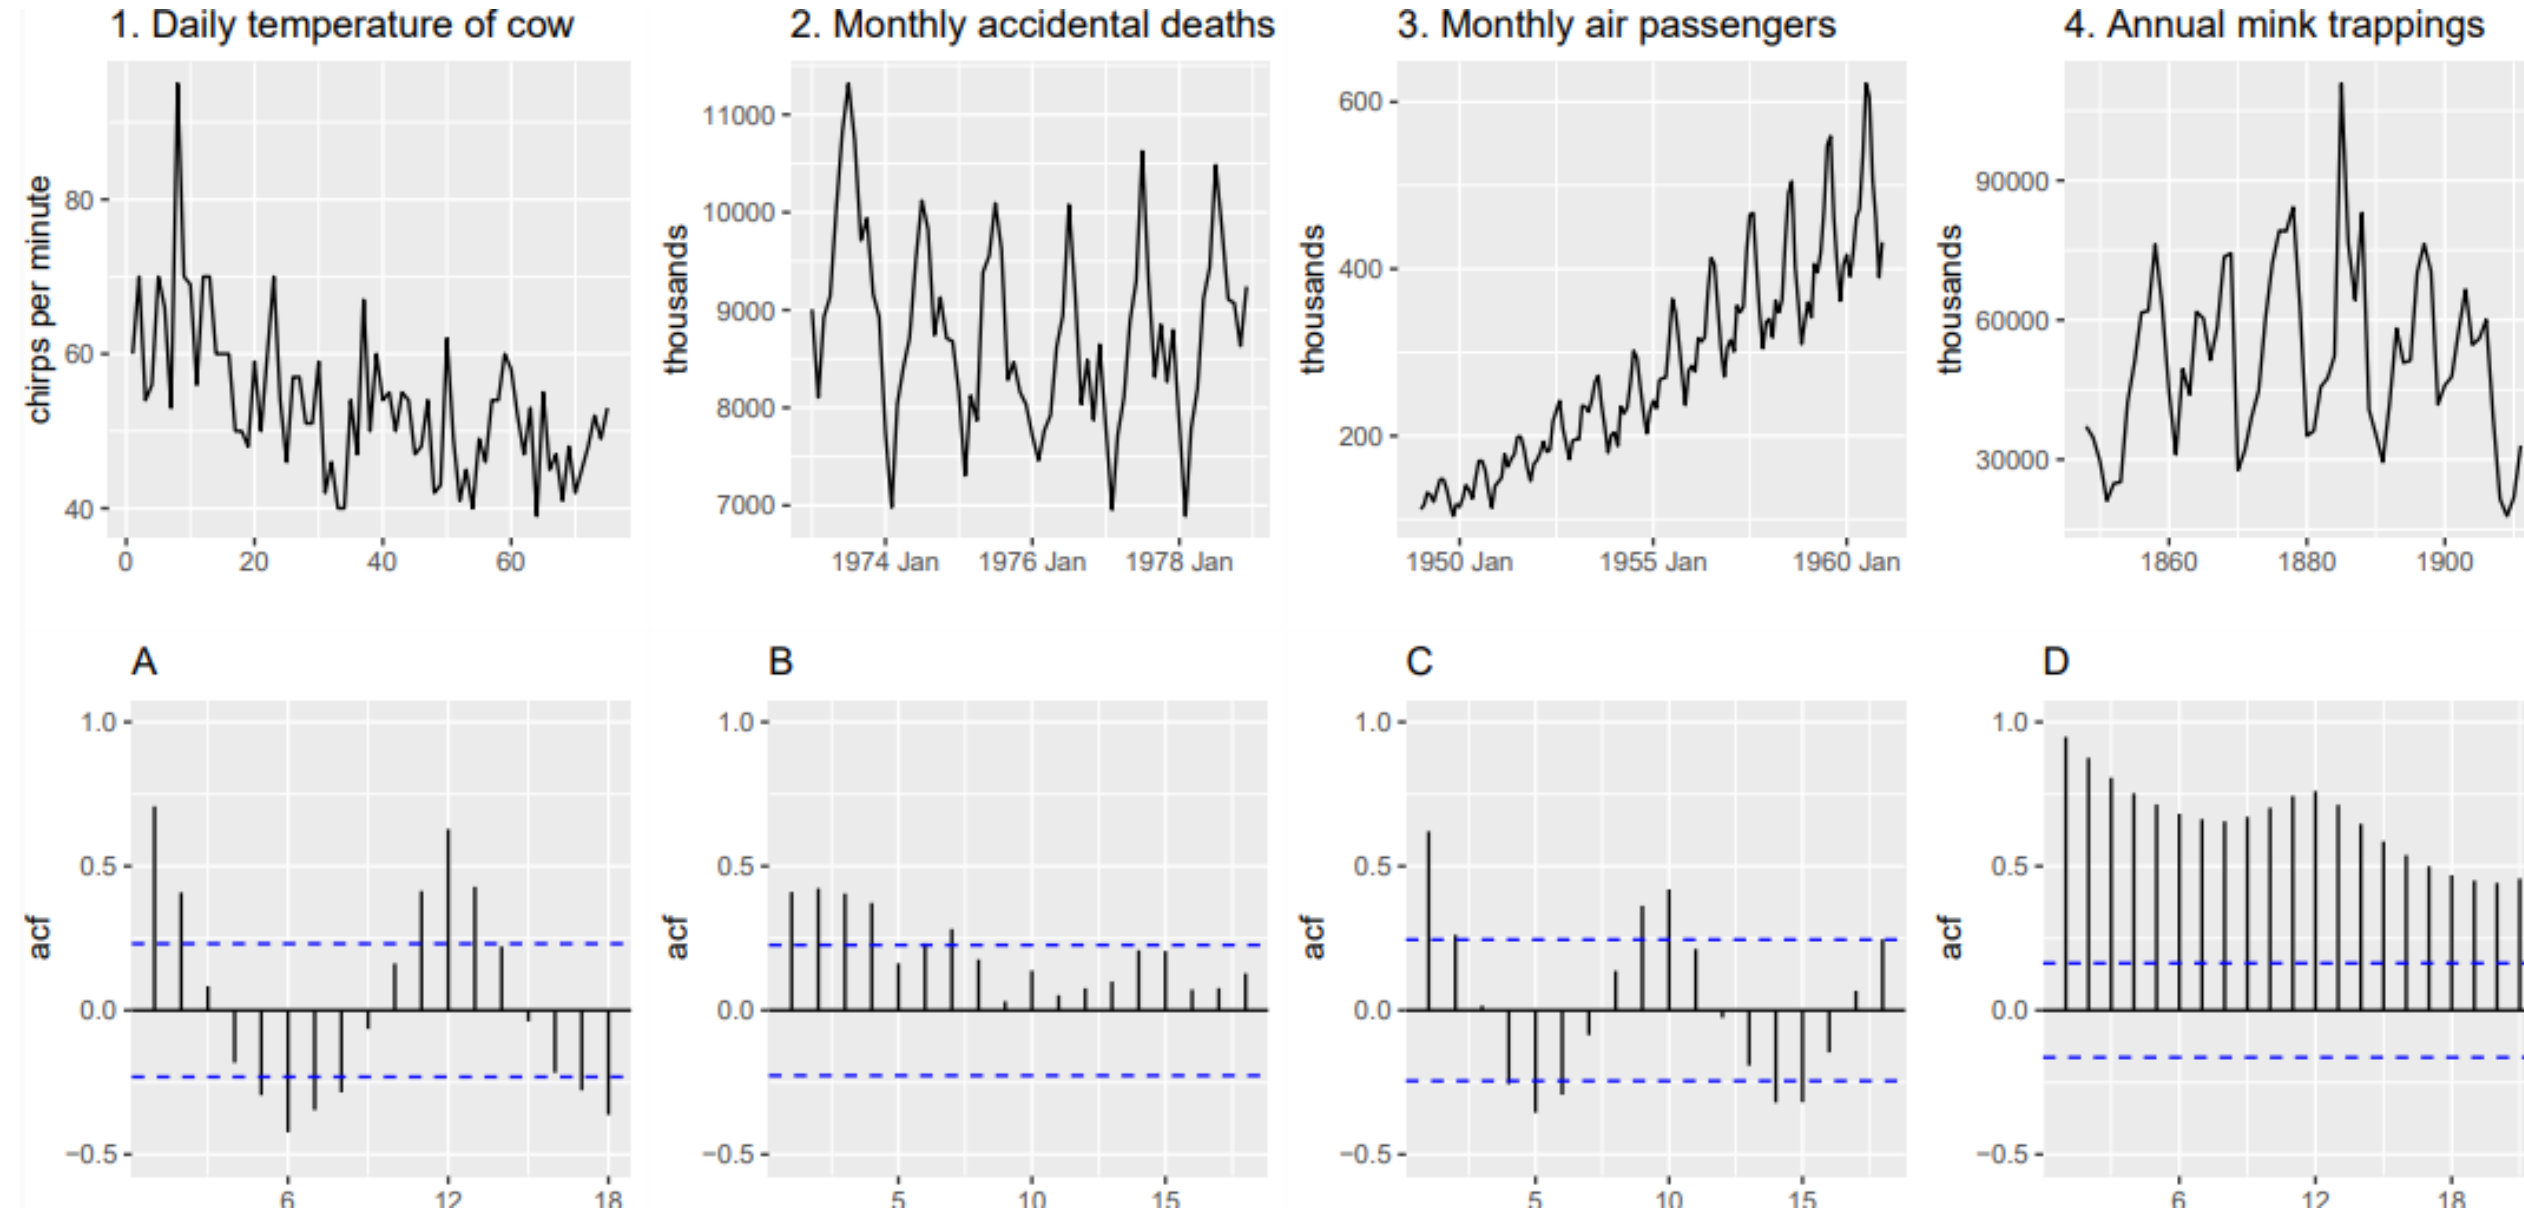 1. Daily temperature of cow
chirps per minute
80
60
40
0 20 40 60
2. Monthly accidental deaths
thousands
11000
10000
9000
8000
7000
1974 Jan 1976 Jan 1978 Jan
3. Monthly air passengers
thousands
600
400
200
1950 Jan 1955 Jan 1960 Jan
4. Annual mink trappings
thousands
90000
60000
30000
1860 1880 1900
A
acf
1.0
0.5
0.0
−0.5
6 12 18
B
acf
1.0
0.5
0.0
−0.5
5 10 15
C
acf
1.0
0.5
0.0
−0.5
5 10 15
D
acf
1.0
0.5
0.0
−0.5
6 12 18